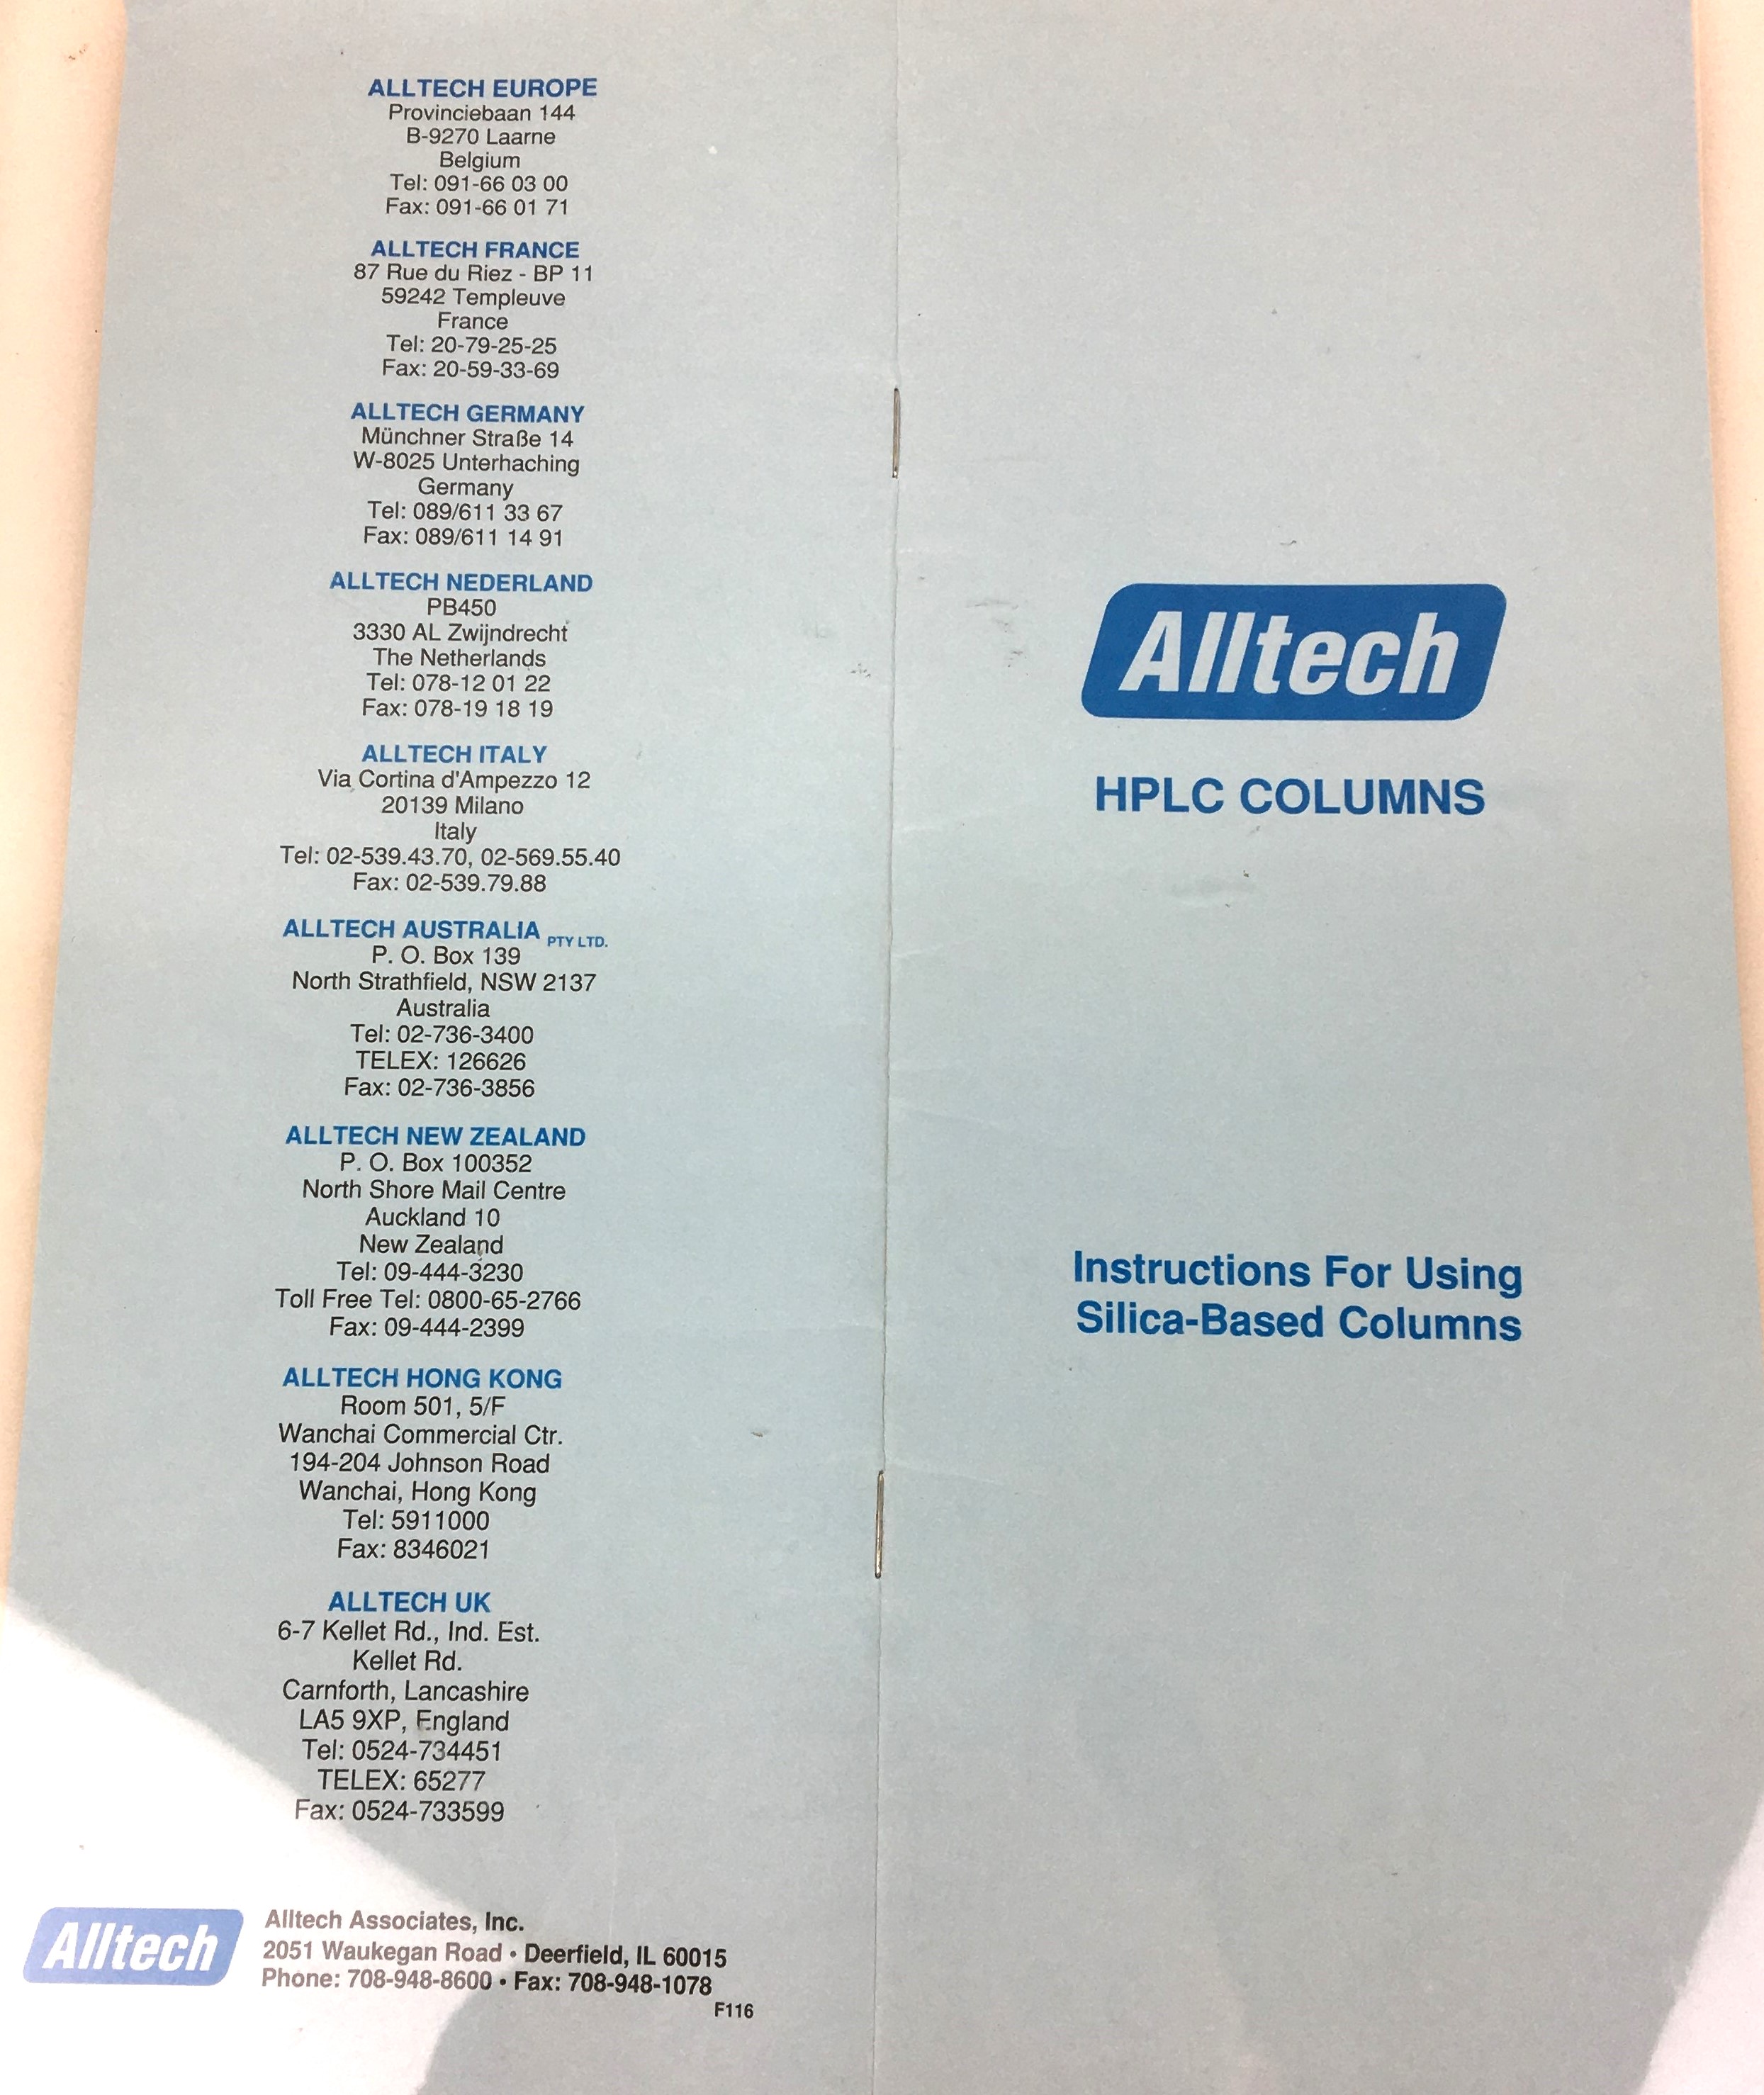 ALLTECH EUROPE
Provinciebaan 144
B-9270 Laarne
Belgium
Tel: 091-66 03 00
Fax: 091-66 01 71
ALLTECH FRANCE
87 Rue du Riez - BP 11
59242 Templeuve
France
Tel: 20-79-25-25
Fax: 20-59-33-69
ALLTECH GERMANY
Münchner Straße 14
W-8025 Unterhaching
Germany
Tel: 089/611 33 67
Fax: 089/611 14 91
ALLTECH NEDERLAND
PB450
3330 AL Zwijndrecht
The Netherlands
Tel: 078-12 01 22
Fax: 078-19 18 19
ALLTECH ITALY
Via Cortina d'Ampezzo 12
20139 Milano
Italy
Tel: 02-539.43.70, 02-569.55.40
Fax: 02-539.79.88
ALLTECH AUSTRALIA PTY LTD.
P. O. Box 139
North Strathfield, NSW 2137
Australia
Tel: 02-736-3400
TELEX: 126626
Fax: 02-736-3856
ALLTECH NEW ZEALAND
P. O. Box 100352
North Shore Mail Centre
Auckland 10
New Zealand
Tel: 09-444-3230
Toll Free Tel: 0800-65-2766
Fax: 09-444-2399
ALLTECH HONG KONG
Room 501, 5/F
Wanchai Commercial Ctr.
194-204 Johnson Road
Wanchai, Hong Kong
Tel: 5911000
Fax: 8346021
ALLTECH UK
6-7 Kellet Rd., Ind. Est.
Kellet Rd.
Carnforth, Lancashire
LA5 9XP, England
Tel: 0524-734451
TELEX: 65277
Fax: 0524-733599
Alltech
Alltech Associates, Inc.
2051 Waukegan Road • Deerfield, IL 60015
Phone: 708-948-8600 • Fax: 708-948-1078
F116
Alltech
HPLC COLUMNS
Instructions For Using
Silica-Based Columns